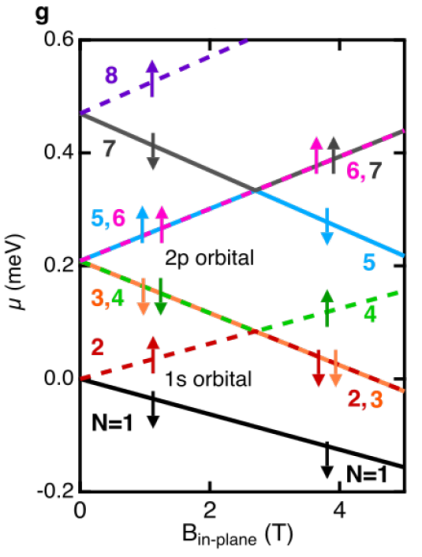 g
0.6
8
7
0.4
6,7
5,6
2p orbital
5
0.2
3,4
4
2
1s orbital
0.0
2,3
N=1
N=1
-0.2
0
2
4
μ (meV)
B in-plane (T)